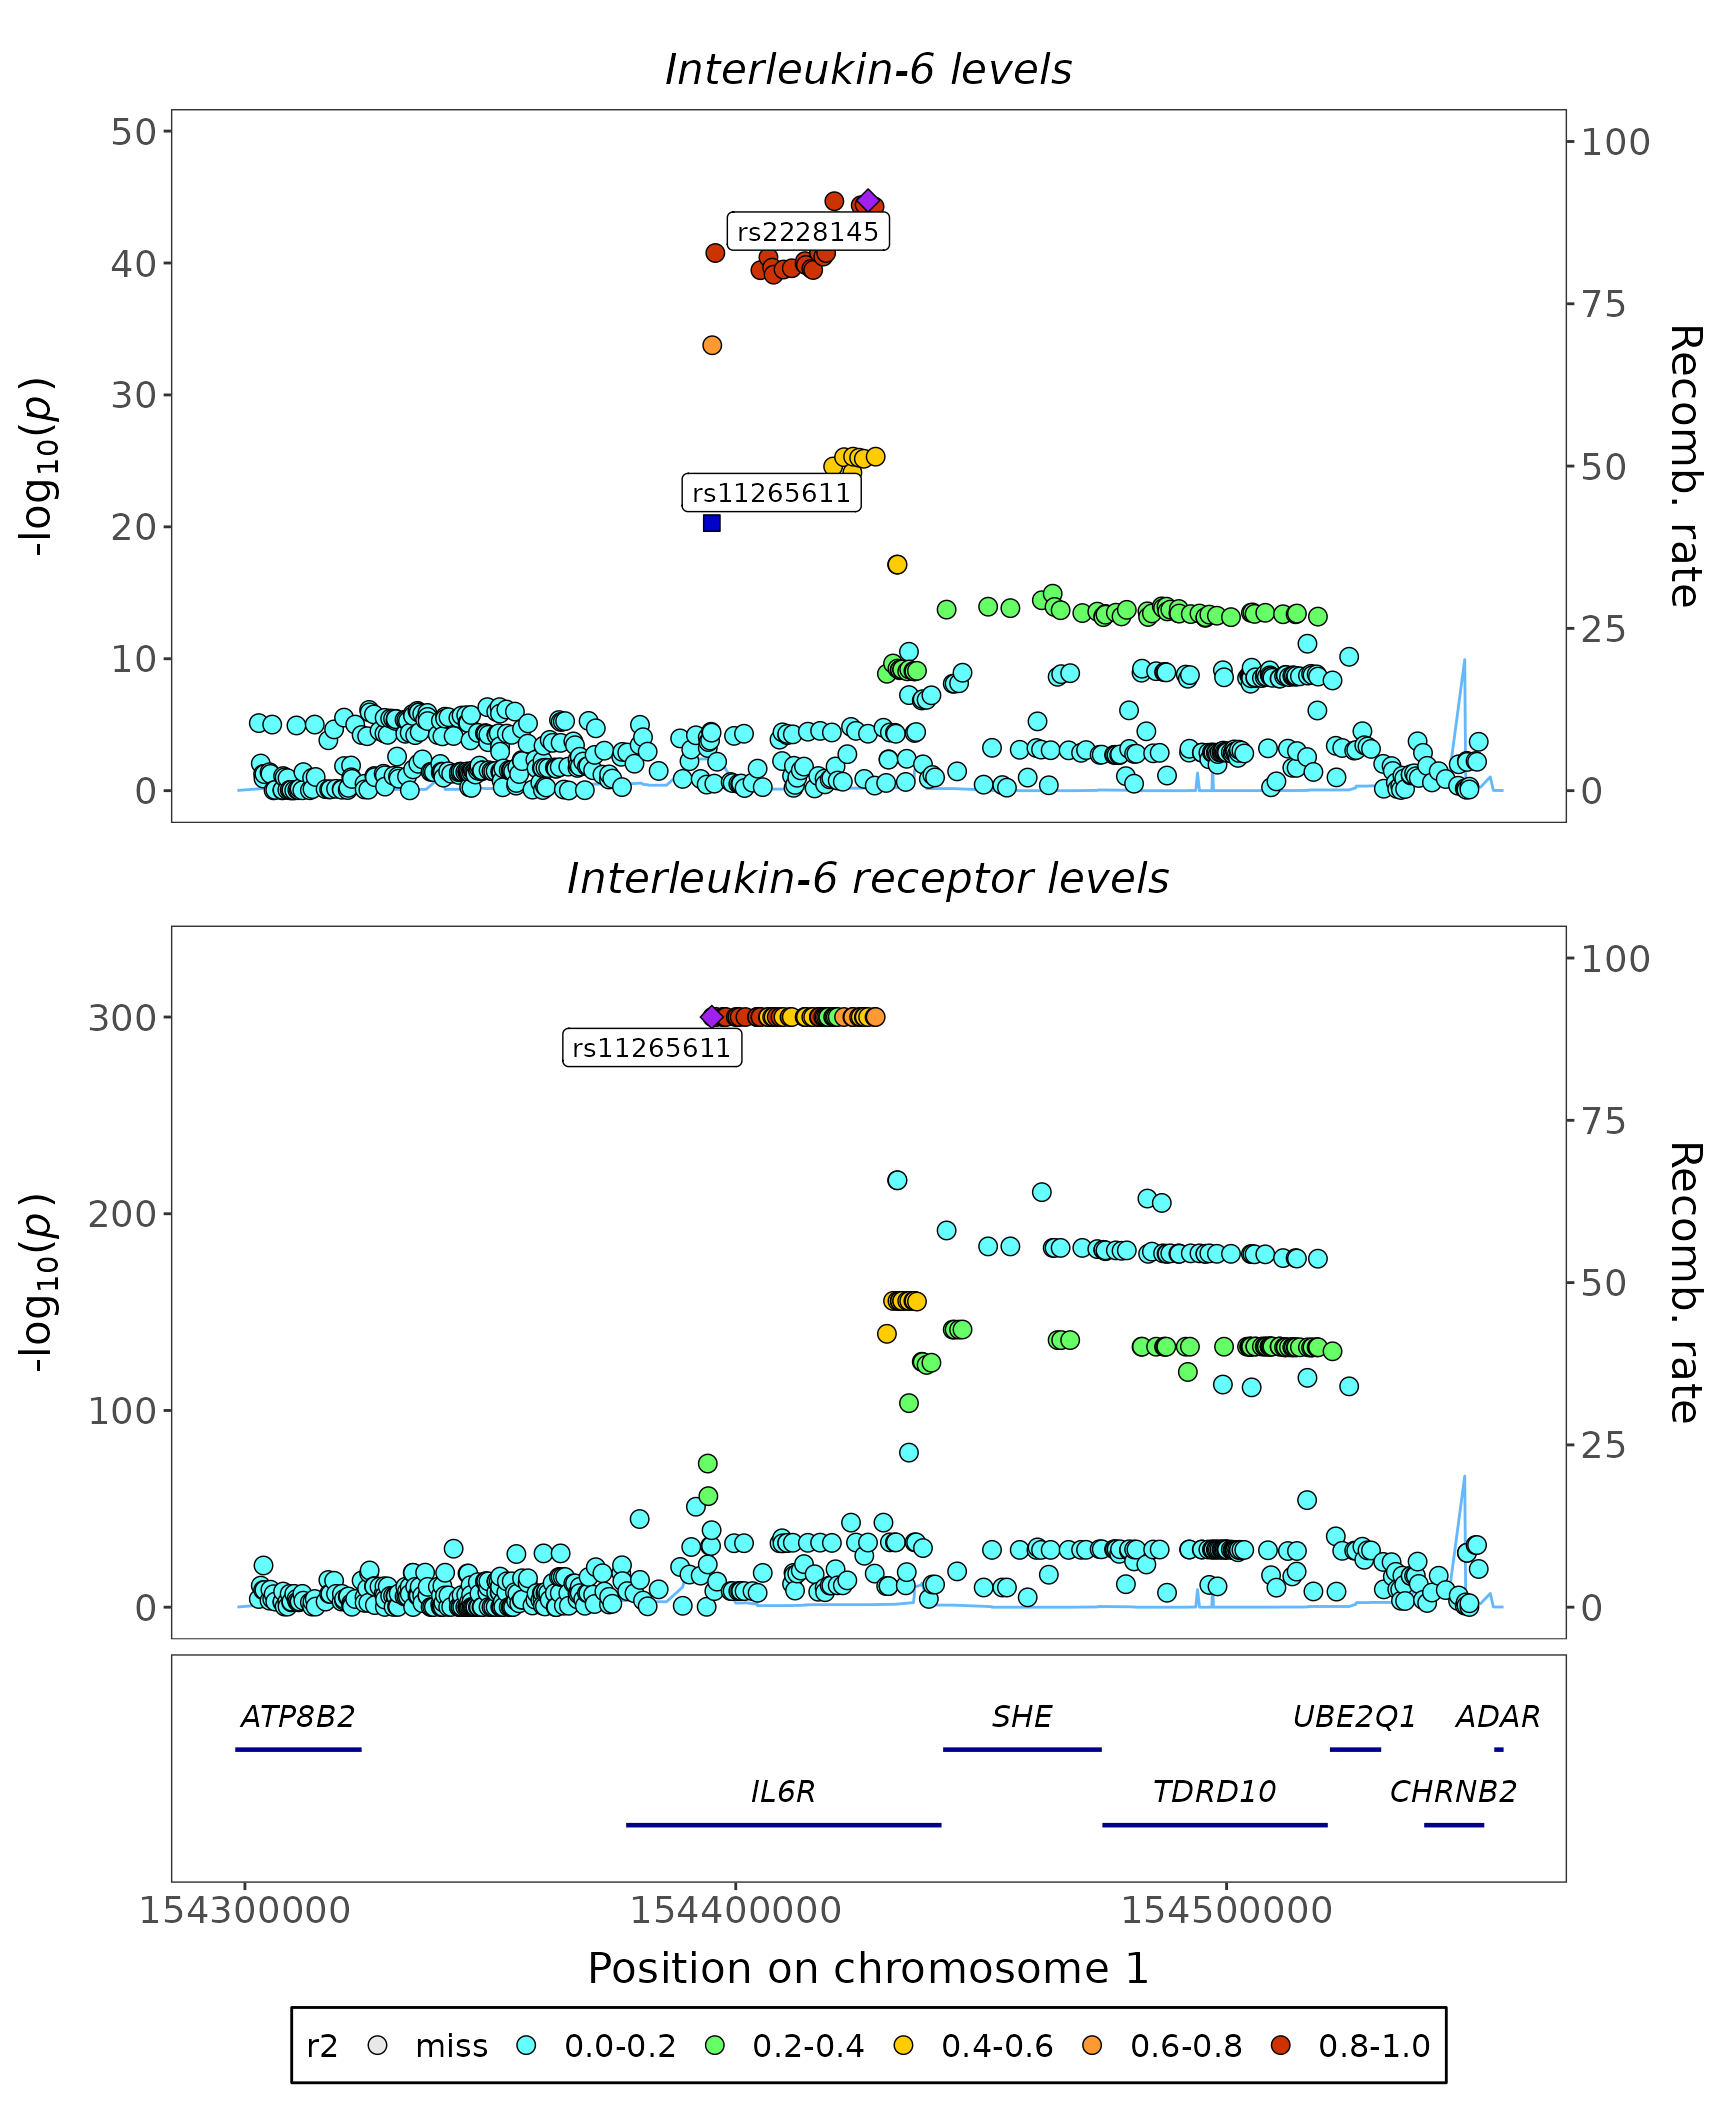 Interleukin-6 levels
50
40
30
20
10
0
-log10(p)
100
75
50
25
0
Recomb. rate
rs2228145
rs11265611
Interleukin-6 receptor levels
300
200
100
0
-log10(p)
100
75
50
25
0
Recomb. rate
rs11265611
ATP8B2 SHE UBE2Q1 ADAR
IL6R TDRD10 CHRNB2
154300000 154400000 154500000
Position on chromosome 1
r2 miss 0.0-0.2 0.2-0.4 0.4-0.6 0.6-0.8 0.8-1.0